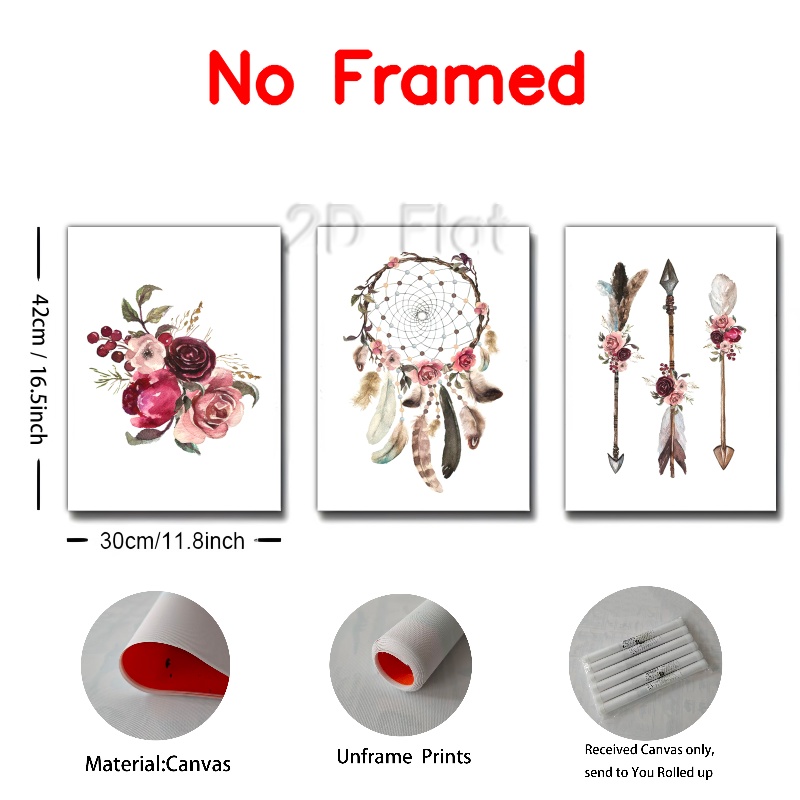 No Framed
2D Flat
42cm / 16.5inch
30cm/11.8inch
Material:Canvas
Unframe Prints
Received Canvas only,
send to You Rolled up